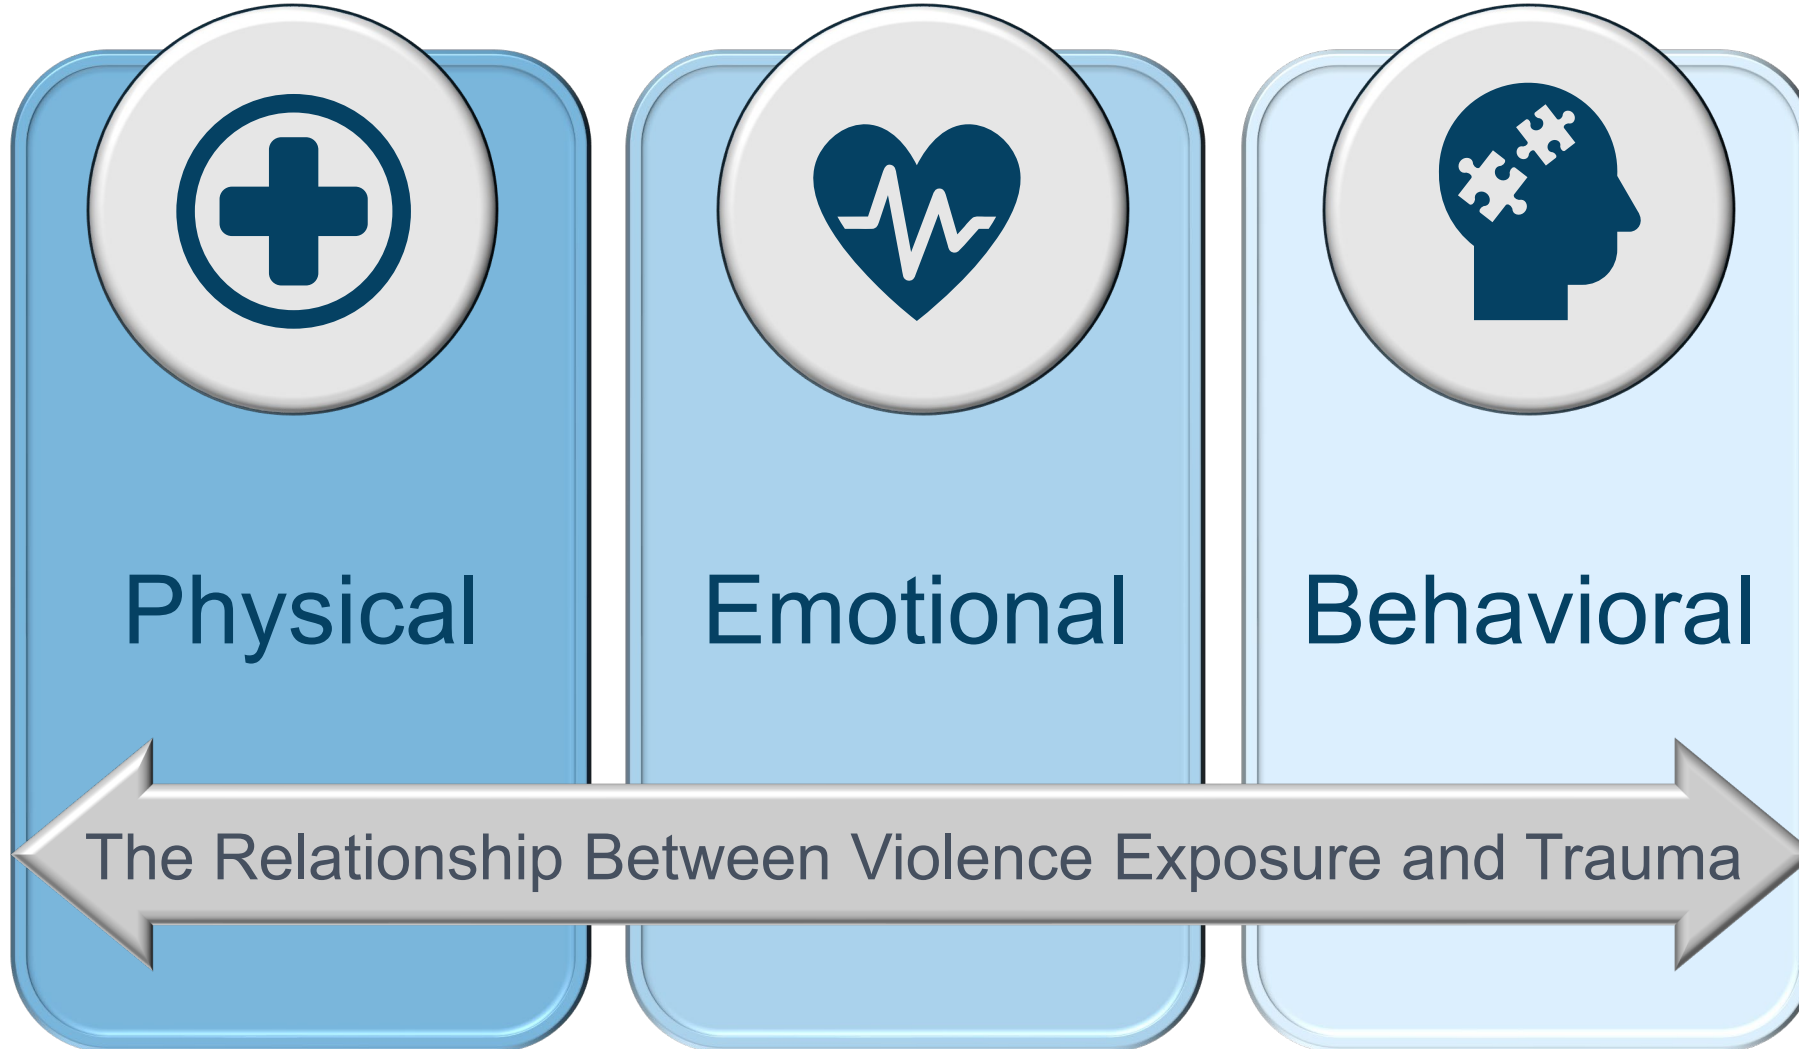 Physical
Emotional
Behavioral
The Relationship Between Violence Exposure and Trauma